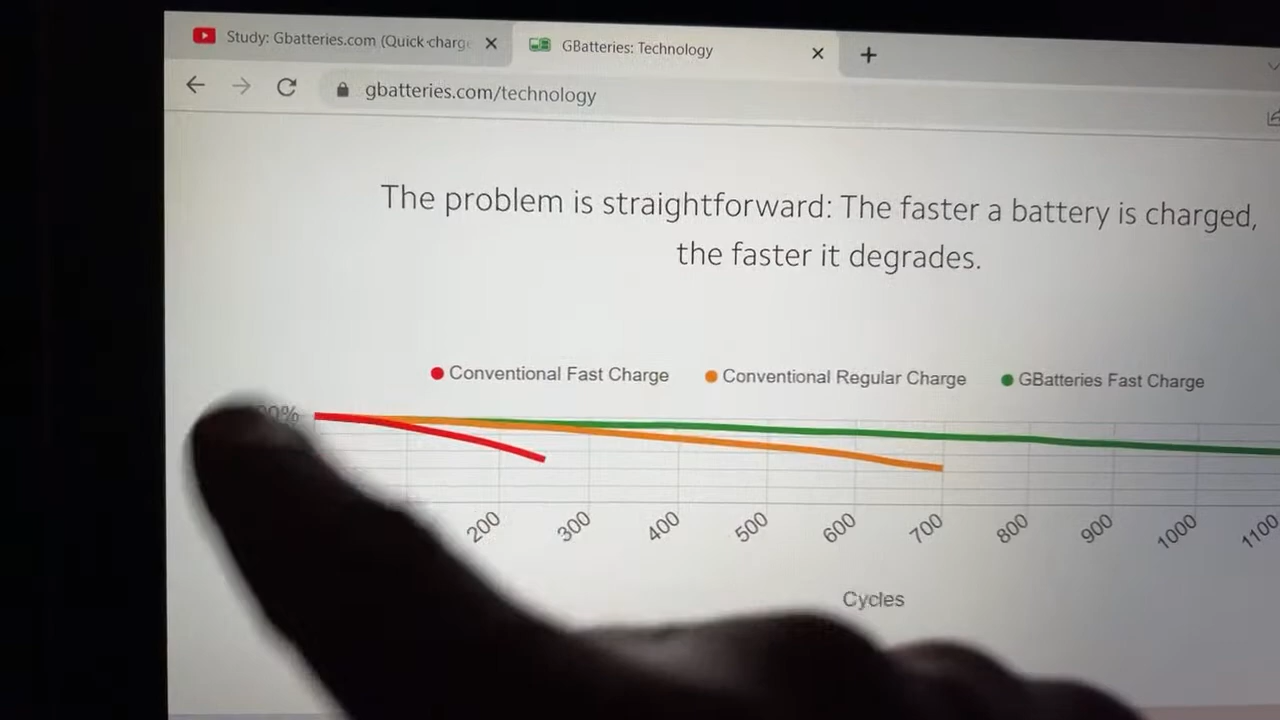 Study: Gbatteries.com (Quick charg
GBatteries: Technology
gbatteries.com/technology
The problem is straightforward: The faster a battery is charged,
the faster it degrades.
Conventional Fast Charge
Conventional Regular Charge
GBatteries Fast Charge
200
300
400
500
600
700
800
900
1000
1100
Cycles